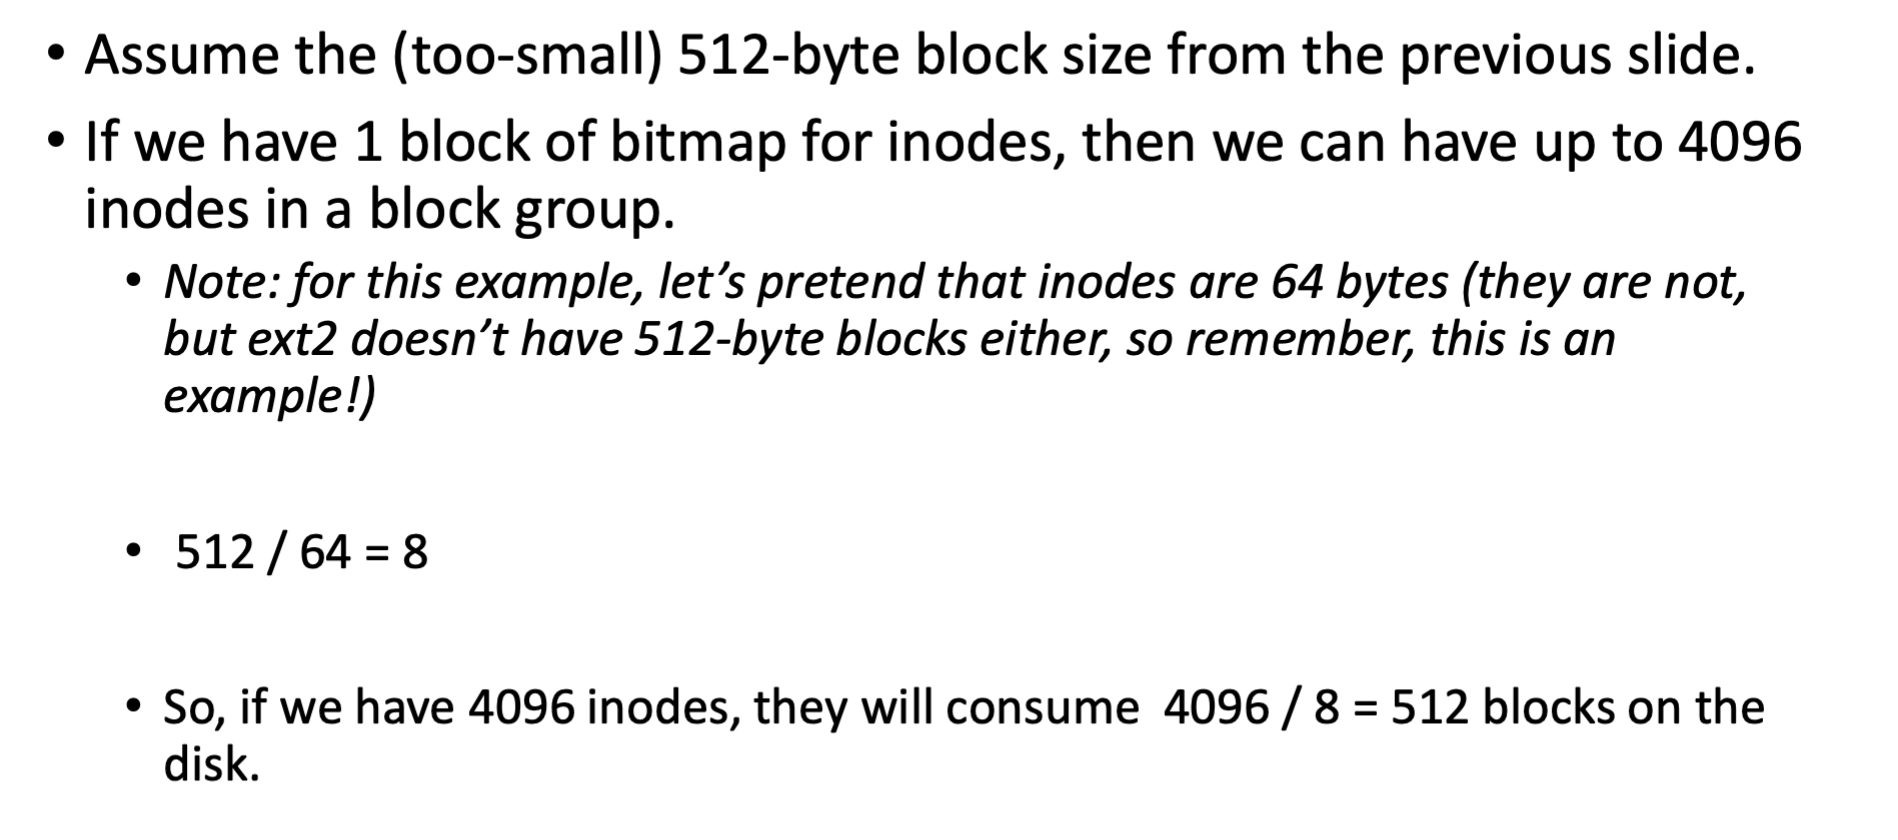 • Assume the (too-small) 512-byte block size from the previous slide.
• If we have 1 block of bitmap for inodes, then we can have up to 4096
inodes in a block group.
• Note: for this example, let’s pretend that inodes are 64 bytes (they are not,
but ext2 doesn’t have 512-byte blocks either, so remember, this is an
example!)
• 512 / 64 = 8
• So, if we have 4096 inodes, they will consume 4096 / 8 = 512 blocks on the
disk.